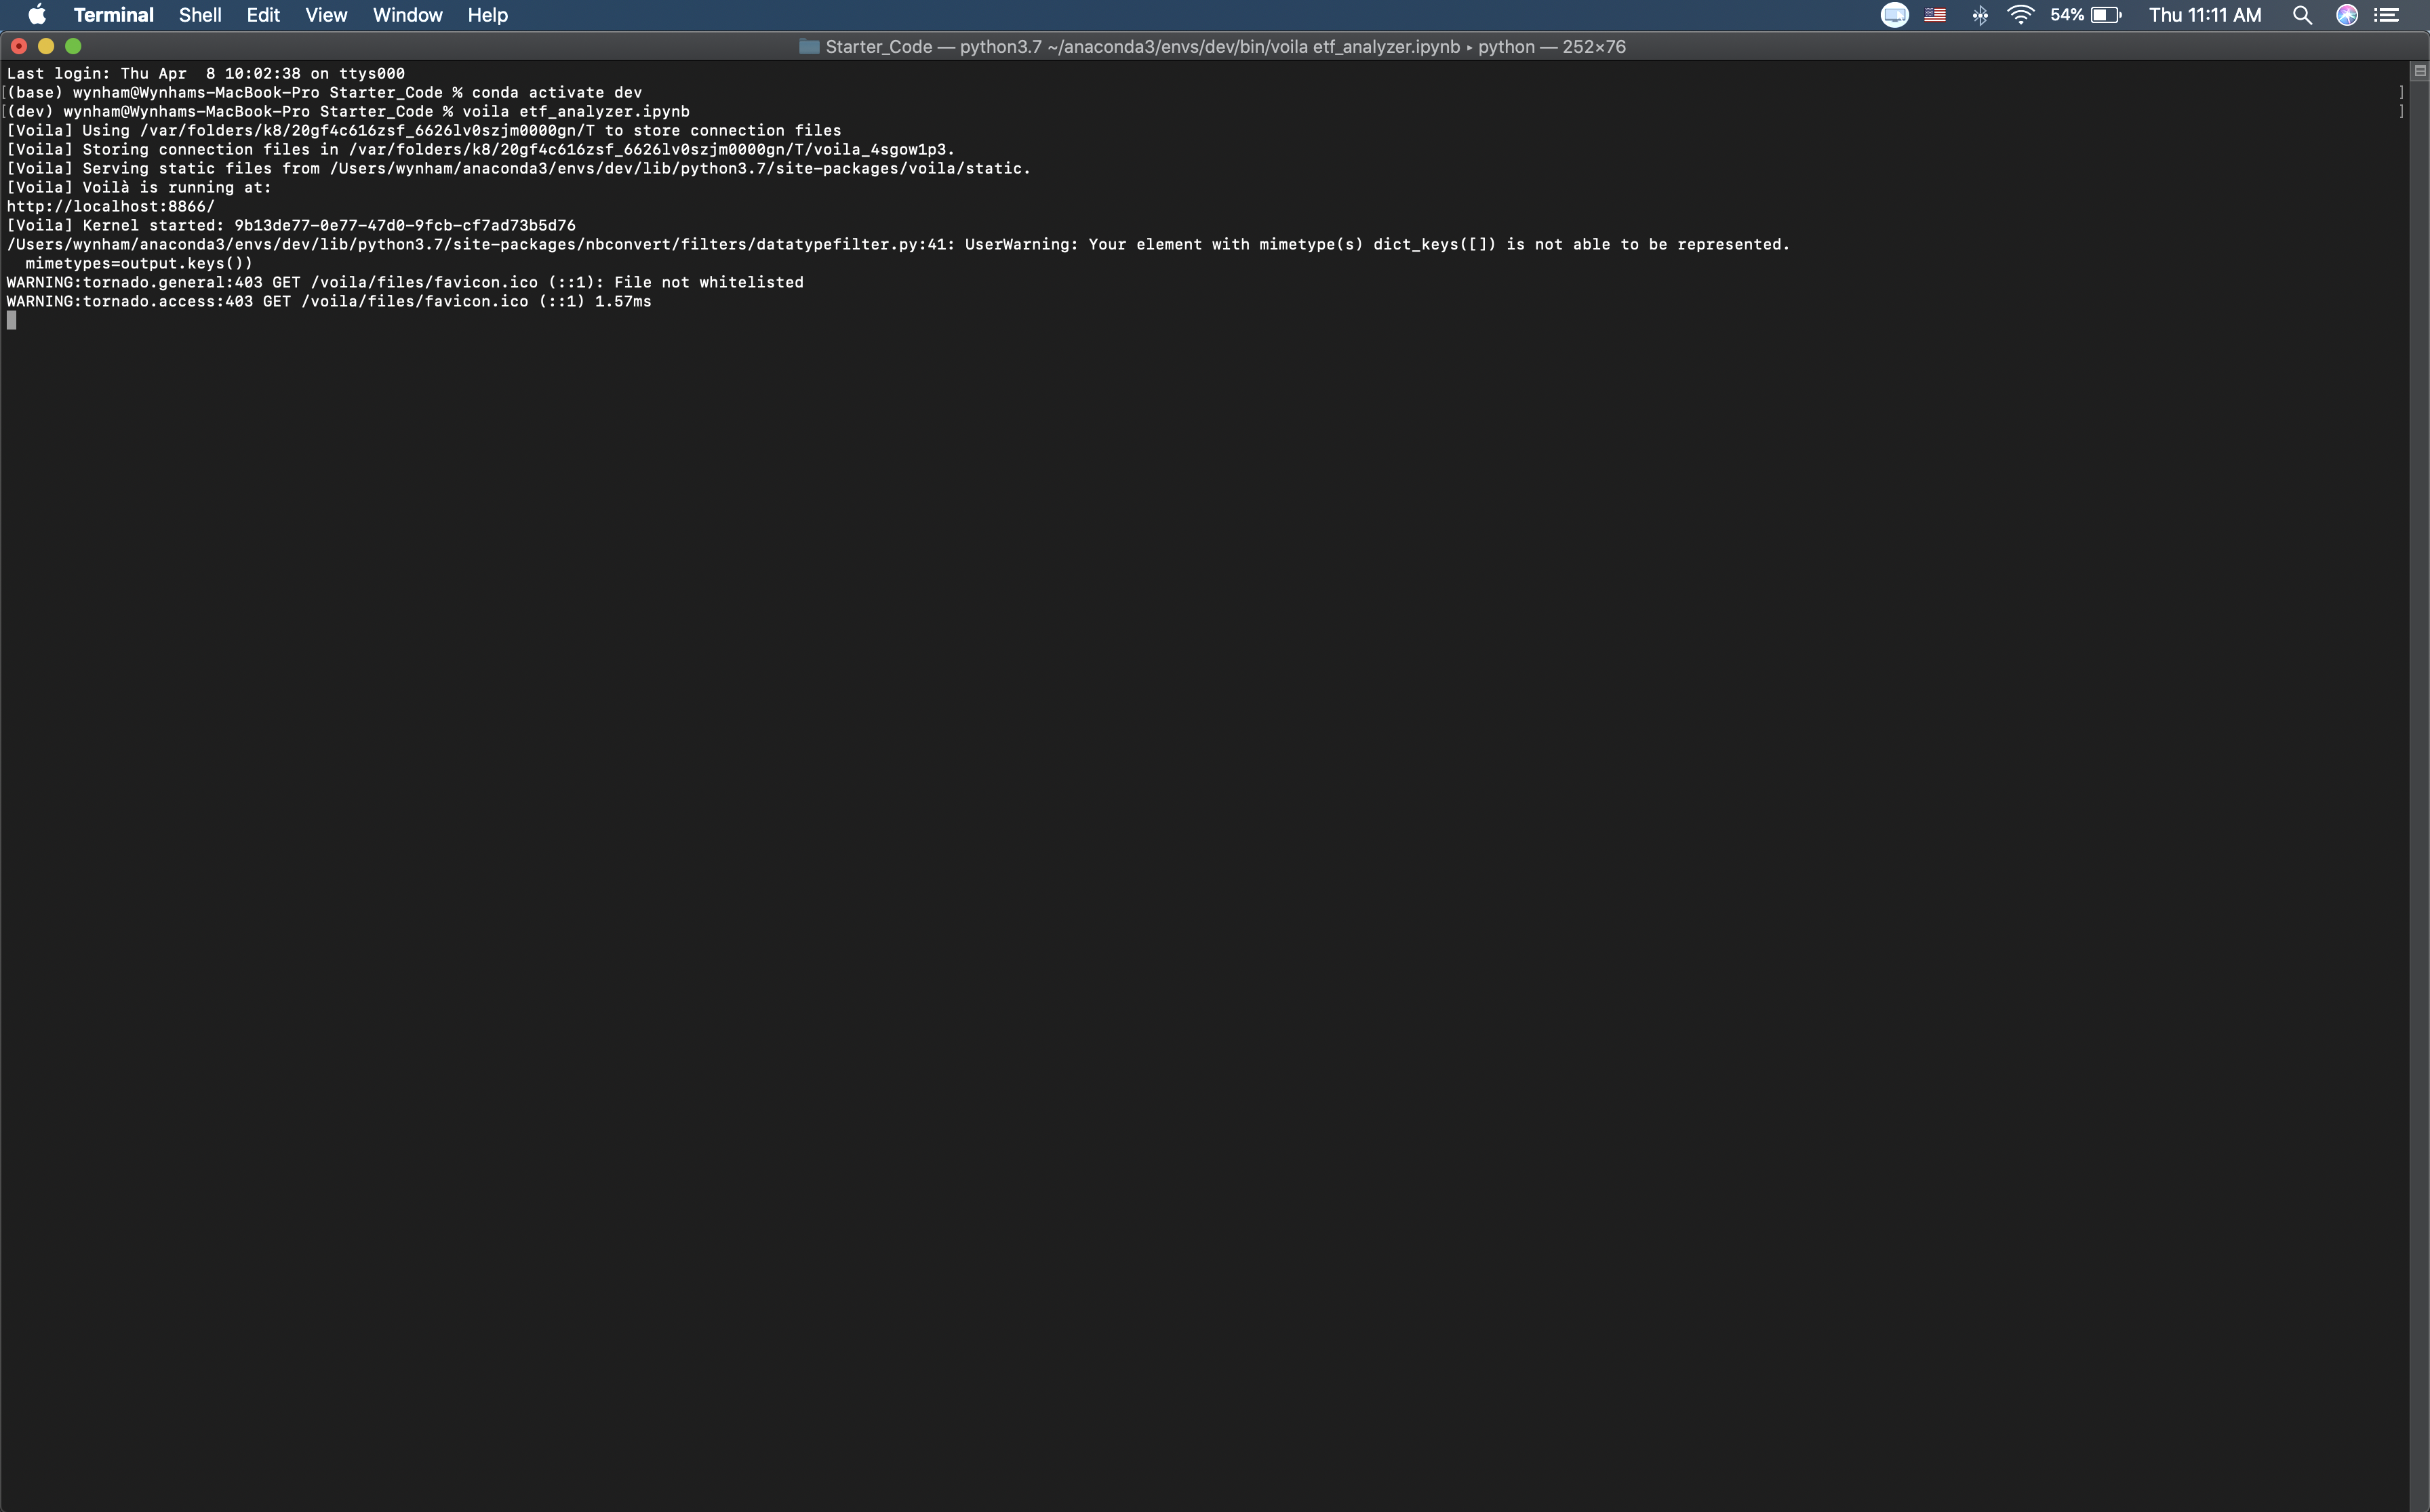 Terminal Shell Edit View Window Help 54% Thu 11:11 AM
Starter_Code — python3.7 ~/anaconda3/envs/dev/bin/voila etf_analyzer.ipynb ▸ python — 252×76
Last login: Thu Apr  8 10:02:38 on ttys000
[(base) wynham@Wynhams-MacBook-Pro Starter_Code % conda activate dev ]
[(dev) wynham@Wynhams-MacBook-Pro Starter_Code % voila etf_analyzer.ipynb ]
[Voila] Using /var/folders/k8/20gf4c616zsf_6626lv0szjm0000gn/T to store connection files
[Voila] Storing connection files in /var/folders/k8/20gf4c616zsf_6626lv0szjm0000gn/T/voila_4sgow1p3.
[Voila] Serving static files from /Users/wynham/anaconda3/envs/dev/lib/python3.7/site-packages/voila/static.
[Voila] Voilà is running at:
http://localhost:8866/
[Voila] Kernel started: 9b13de77-0e77-47d0-9fcb-cf7ad73b5d76
/Users/wynham/anaconda3/envs/dev/lib/python3.7/site-packages/nbconvert/filters/datatypefilter.py:41: UserWarning: Your element with mimetype(s) dict_keys([]) is not able to be represented.
  mimetypes=output.keys())
WARNING:tornado.general:403 GET /voila/files/favicon.ico (::1): File not whitelisted
WARNING:tornado.access:403 GET /voila/files/favicon.ico (::1) 1.57ms